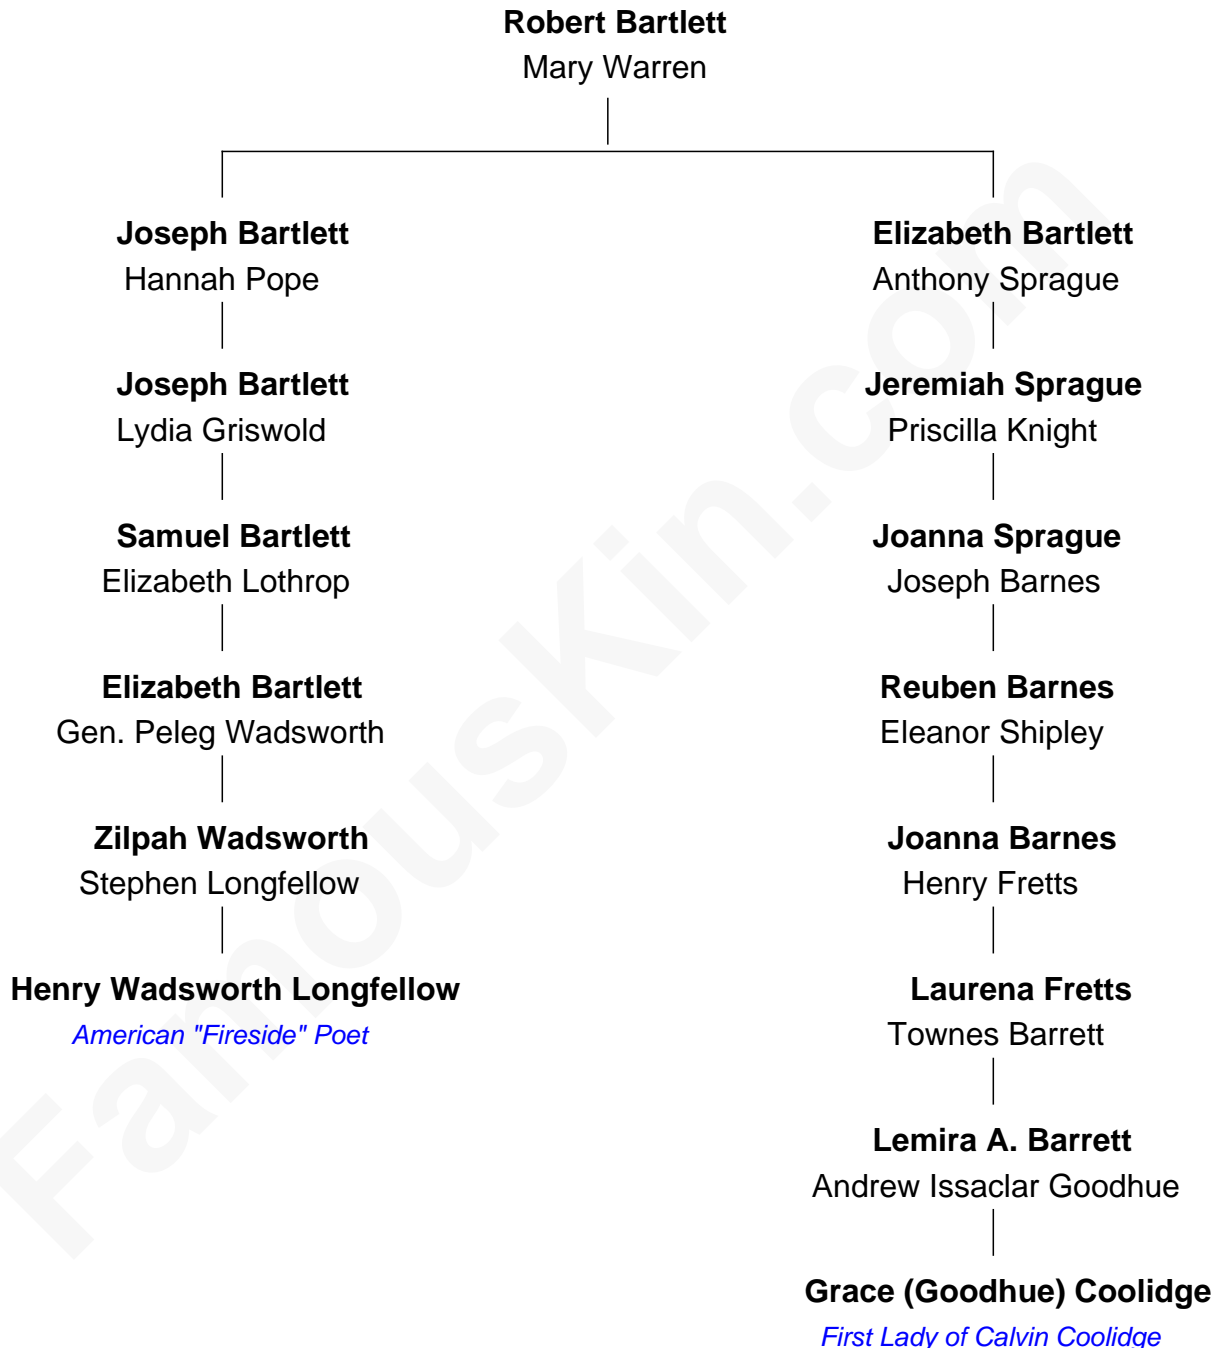 Robert Bartlett
Mary Warren
Joseph Bartlett
Hannah Pope
Joseph Bartlett
Lydia Griswold
Samuel Bartlett
Elizabeth Lothrop
Elizabeth Bartlett
Gen. Peleg Wadsworth
Zilpah Wadsworth
Stephen Longfellow
Henry Wadsworth Longfellow
American "Fireside" Poet
Elizabeth Bartlett
Anthony Sprague
Jeremiah Sprague
Priscilla Knight
Joanna Sprague
Joseph Barnes
Reuben Barnes
Eleanor Shipley
Joanna Barnes
Henry Fretts
Laurena Fretts
Townes Barrett
Lemira A. Barrett
Andrew Issaclar Goodhue
Grace (Goodhue) Coolidge
First Lady of Calvin Coolidge
FamousKin.com